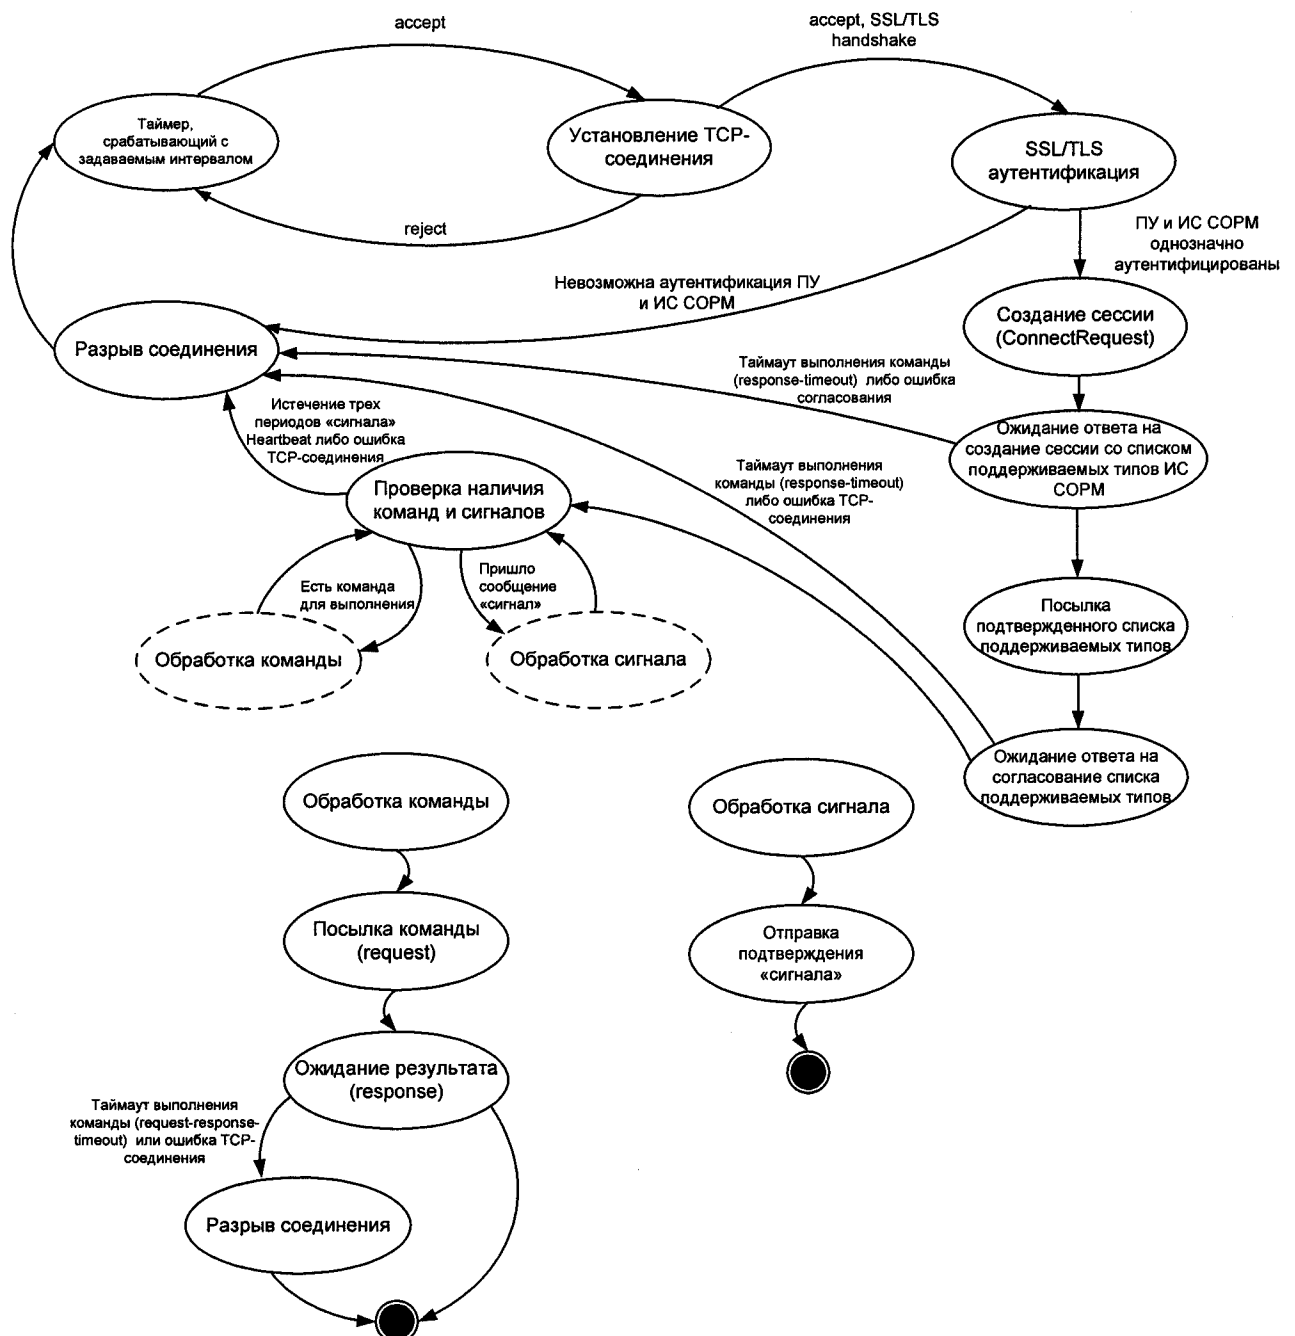 accept
accept, SSL/TLS
handshake
Таймер,
срабатывающий с
задаваемым интервалом
Установление TCP-
соединения
SSL/TLS
аутентификация
reject
ПУ и ИС СОРМ
однозначно
аутентифицированы
Невозможна аутентификация ПУ
и ИС СОРМ
Создание сессии
(ConnectRequest)
Разрыв соединения
Таймаут выполнения команды
(response-timeout) либо ошибка
согласования
Истечение трех
периодов «сигнала»
Heartbeat либо ошибка
TCP-соединения
Ожидание ответа на
создание сессии со списком
поддерживаемых типов ИС
СОРМ
Таймаут выполнения
команды (response-timeout)
либо ошибка TCP-
соединения
Проверка наличия
команд и сигналов
Есть команда
для выполнения
Пришло
сообщение
«сигнал»
Посылка
подтвержденного списка
поддерживаемых типов
Обработка команды
Обработка сигнала
Ожидание ответа на
согласование списка
поддерживаемых типов
Обработка команды
Обработка сигнала
Посылка команды
(request)
Отправка
подтверждения
«сигнала»
Ожидание результата
(response)
Таймаут выполнения
команды (request-response-
timeout) или ошибка TCP-
соединения
Разрыв соединения